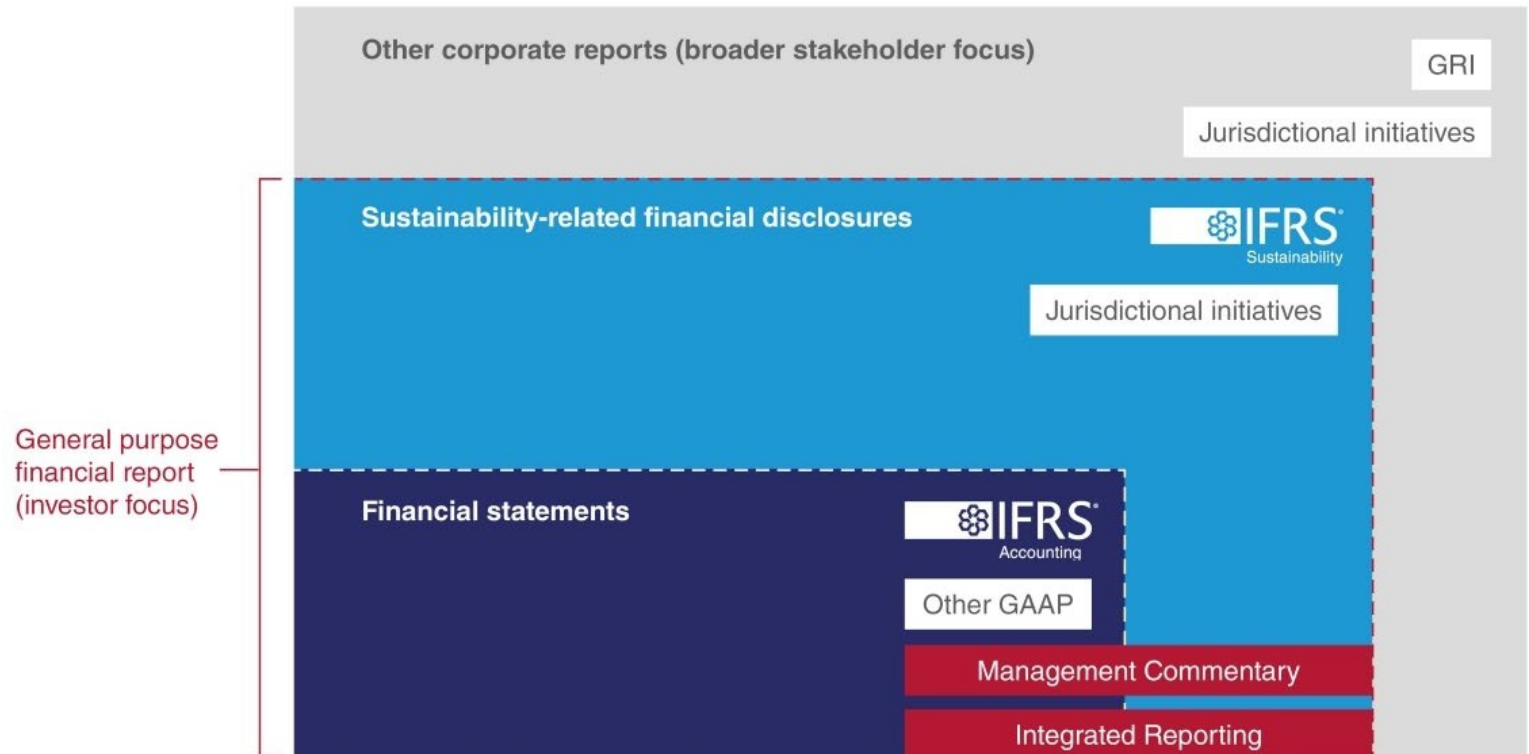 Other corporate reports (broader stakeholder focus)
GRI
Jurisdictional initiatives
Sustainability-related financial disclosures
IFRS®
Sustainability
Jurisdictional initiatives
General purpose
financial report
(investor focus)
Financial statements
IFRS®
Accounting
Other GAAP
Management Commentary
Integrated Reporting